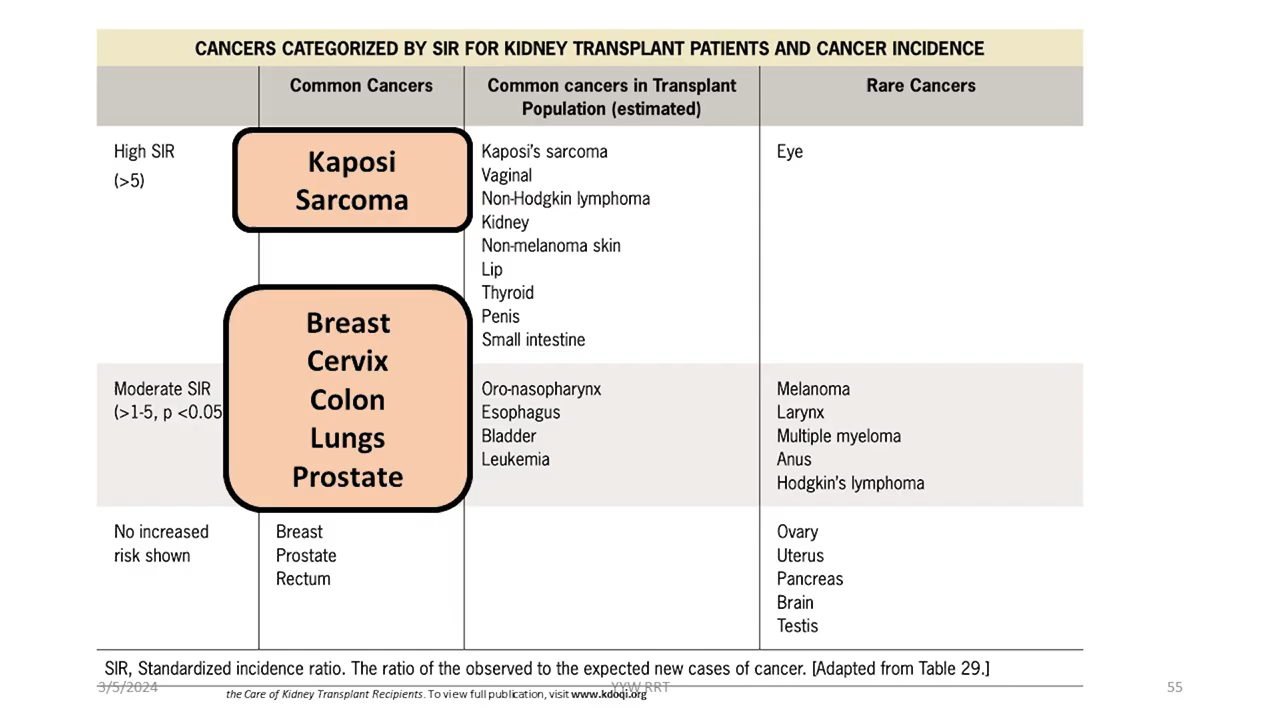 CANCERS CATEGORIZED BY SIR FOR KIDNEY TRANSPLANT PATIENTS AND CANCER INCIDENCE
Common Cancers
Common cancers in Transplant
Population (estimated)
Rare Cancers
High SIR
(>5)
Kaposi
Sarcoma
Kaposi's sarcoma
Vaginal
Non-Hodgkin lymphoma
Kidney
Non-melanoma skin
Lip
Thyroid
Penis
Small intestine
Eye
Moderate SIR
(>1-5, p <0.05
Breast
Cervix
Colon
Lungs
Prostate
Oro-nasopharynx
Esophagus
Bladder
Leukemia
Melanoma
Larynx
Multiple myeloma
Anus
Hodgkin's lymphoma
No increased
risk shown
Breast
Prostate
Rectum
Ovary
Uterus
Pancreas
Brain
Testis
SIR, Standardized incidence ratio. The ratio of the observed to the expected new cases of cancer. [Adapted from Table 29.]
3/5/2024
the Care of Kidney Transplant Recipients. To view full publication, visit www.kdoqi.org
YYW RRT
55